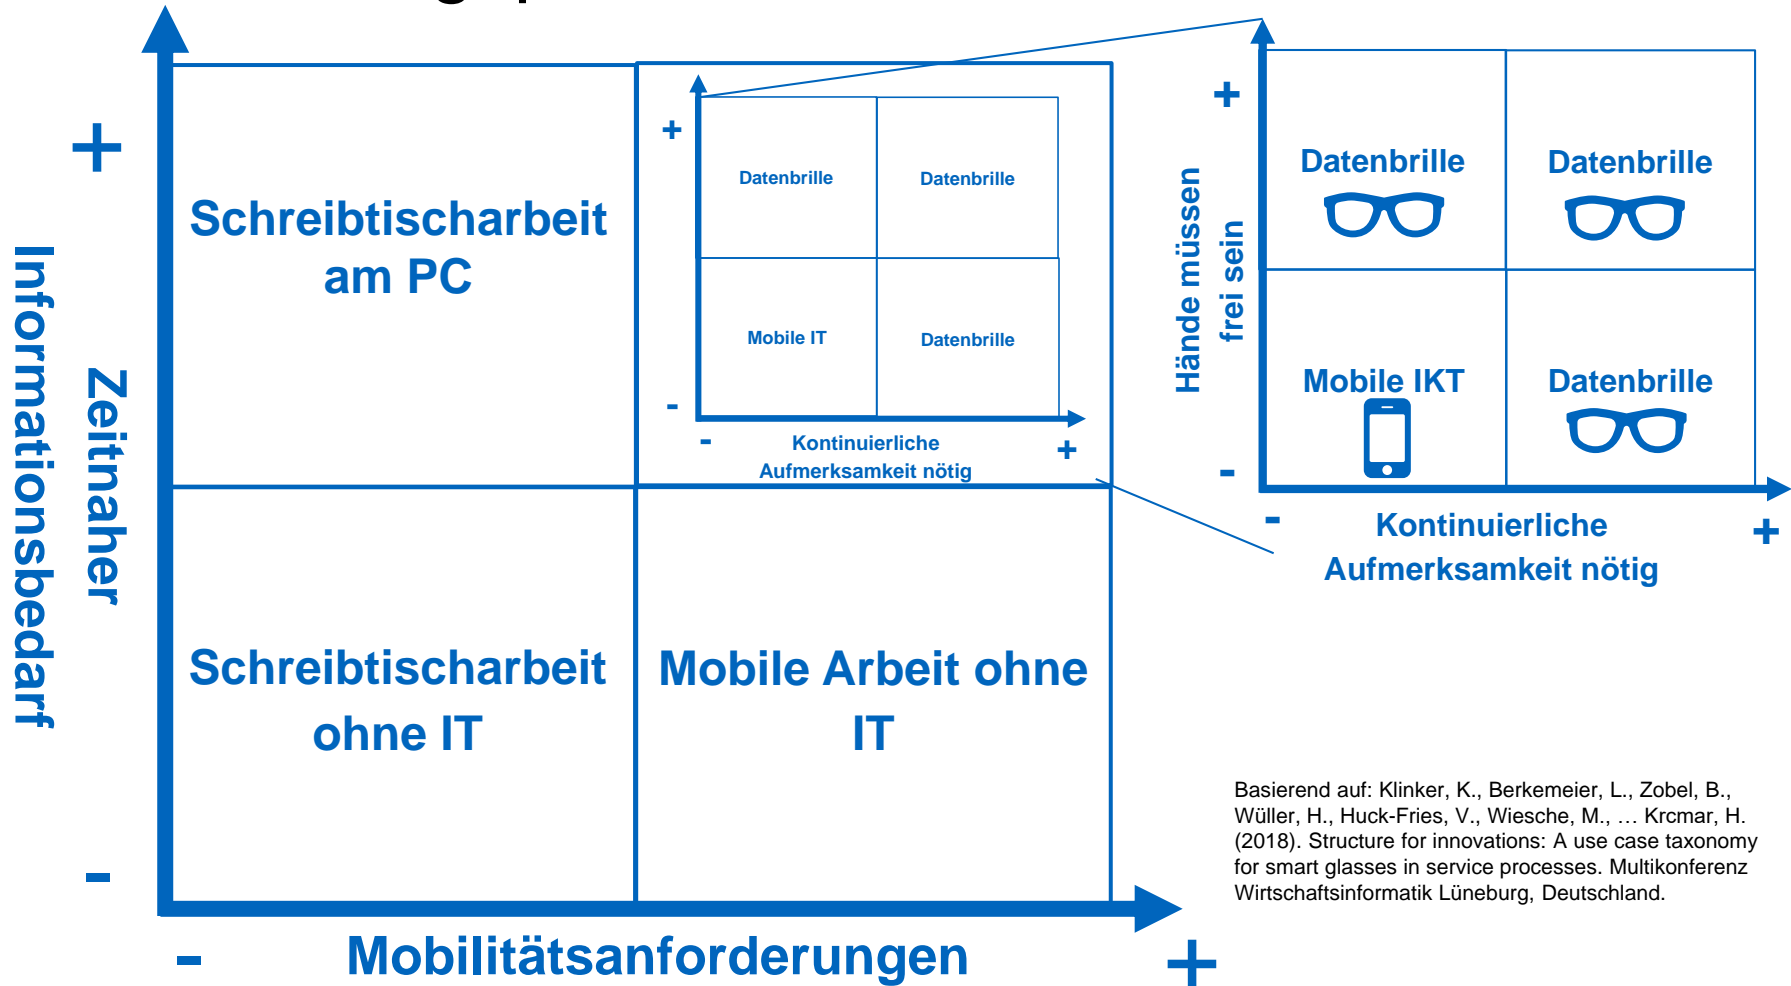 +
Zeitnaher
Informationsbedarf
-
Schreibtischarbeit
am PC
Schreibtischarbeit
ohne IT
Mobile Arbeit ohne
IT
-
Mobilitätsanforderungen
+
+
Datenbrille
Datenbrille
Mobile IT
Datenbrille
-
-
Kontinuierliche
Aufmerksamkeit nötig
+
+
Hände müssen
frei sein
-
Datenbrille
Datenbrille
Mobile IKT
Datenbrille
-
Kontinuierliche
Aufmerksamkeit nötig
+
Basierend auf: Klinker, K., Berkemeier, L., Zobel, B.,
Wüller, H., Huck-Fries, V., Wiesche, M., … Krcmar, H.
(2018). Structure for innovations: A use case taxonomy
for smart glasses in service processes. Multikonferenz
Wirtschaftsinformatik Lüneburg, Deutschland.